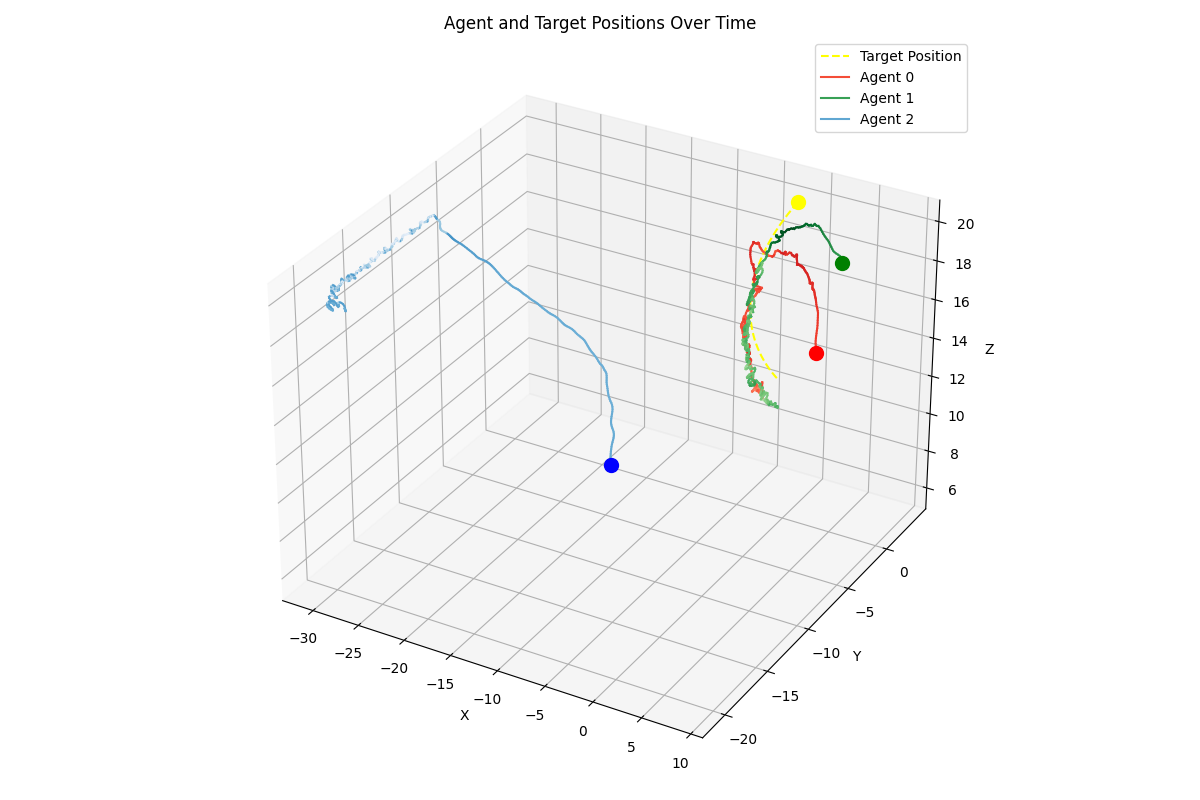 Agent and Target Positions Over Time
Target Position
Agent 0
Agent 1
Agent 2
20
18
16
14
12
10
8
6
Z
0
−5
−10
−15
−20
Y
−30
−25
−20
−15
−10
−5
0
5
10
X